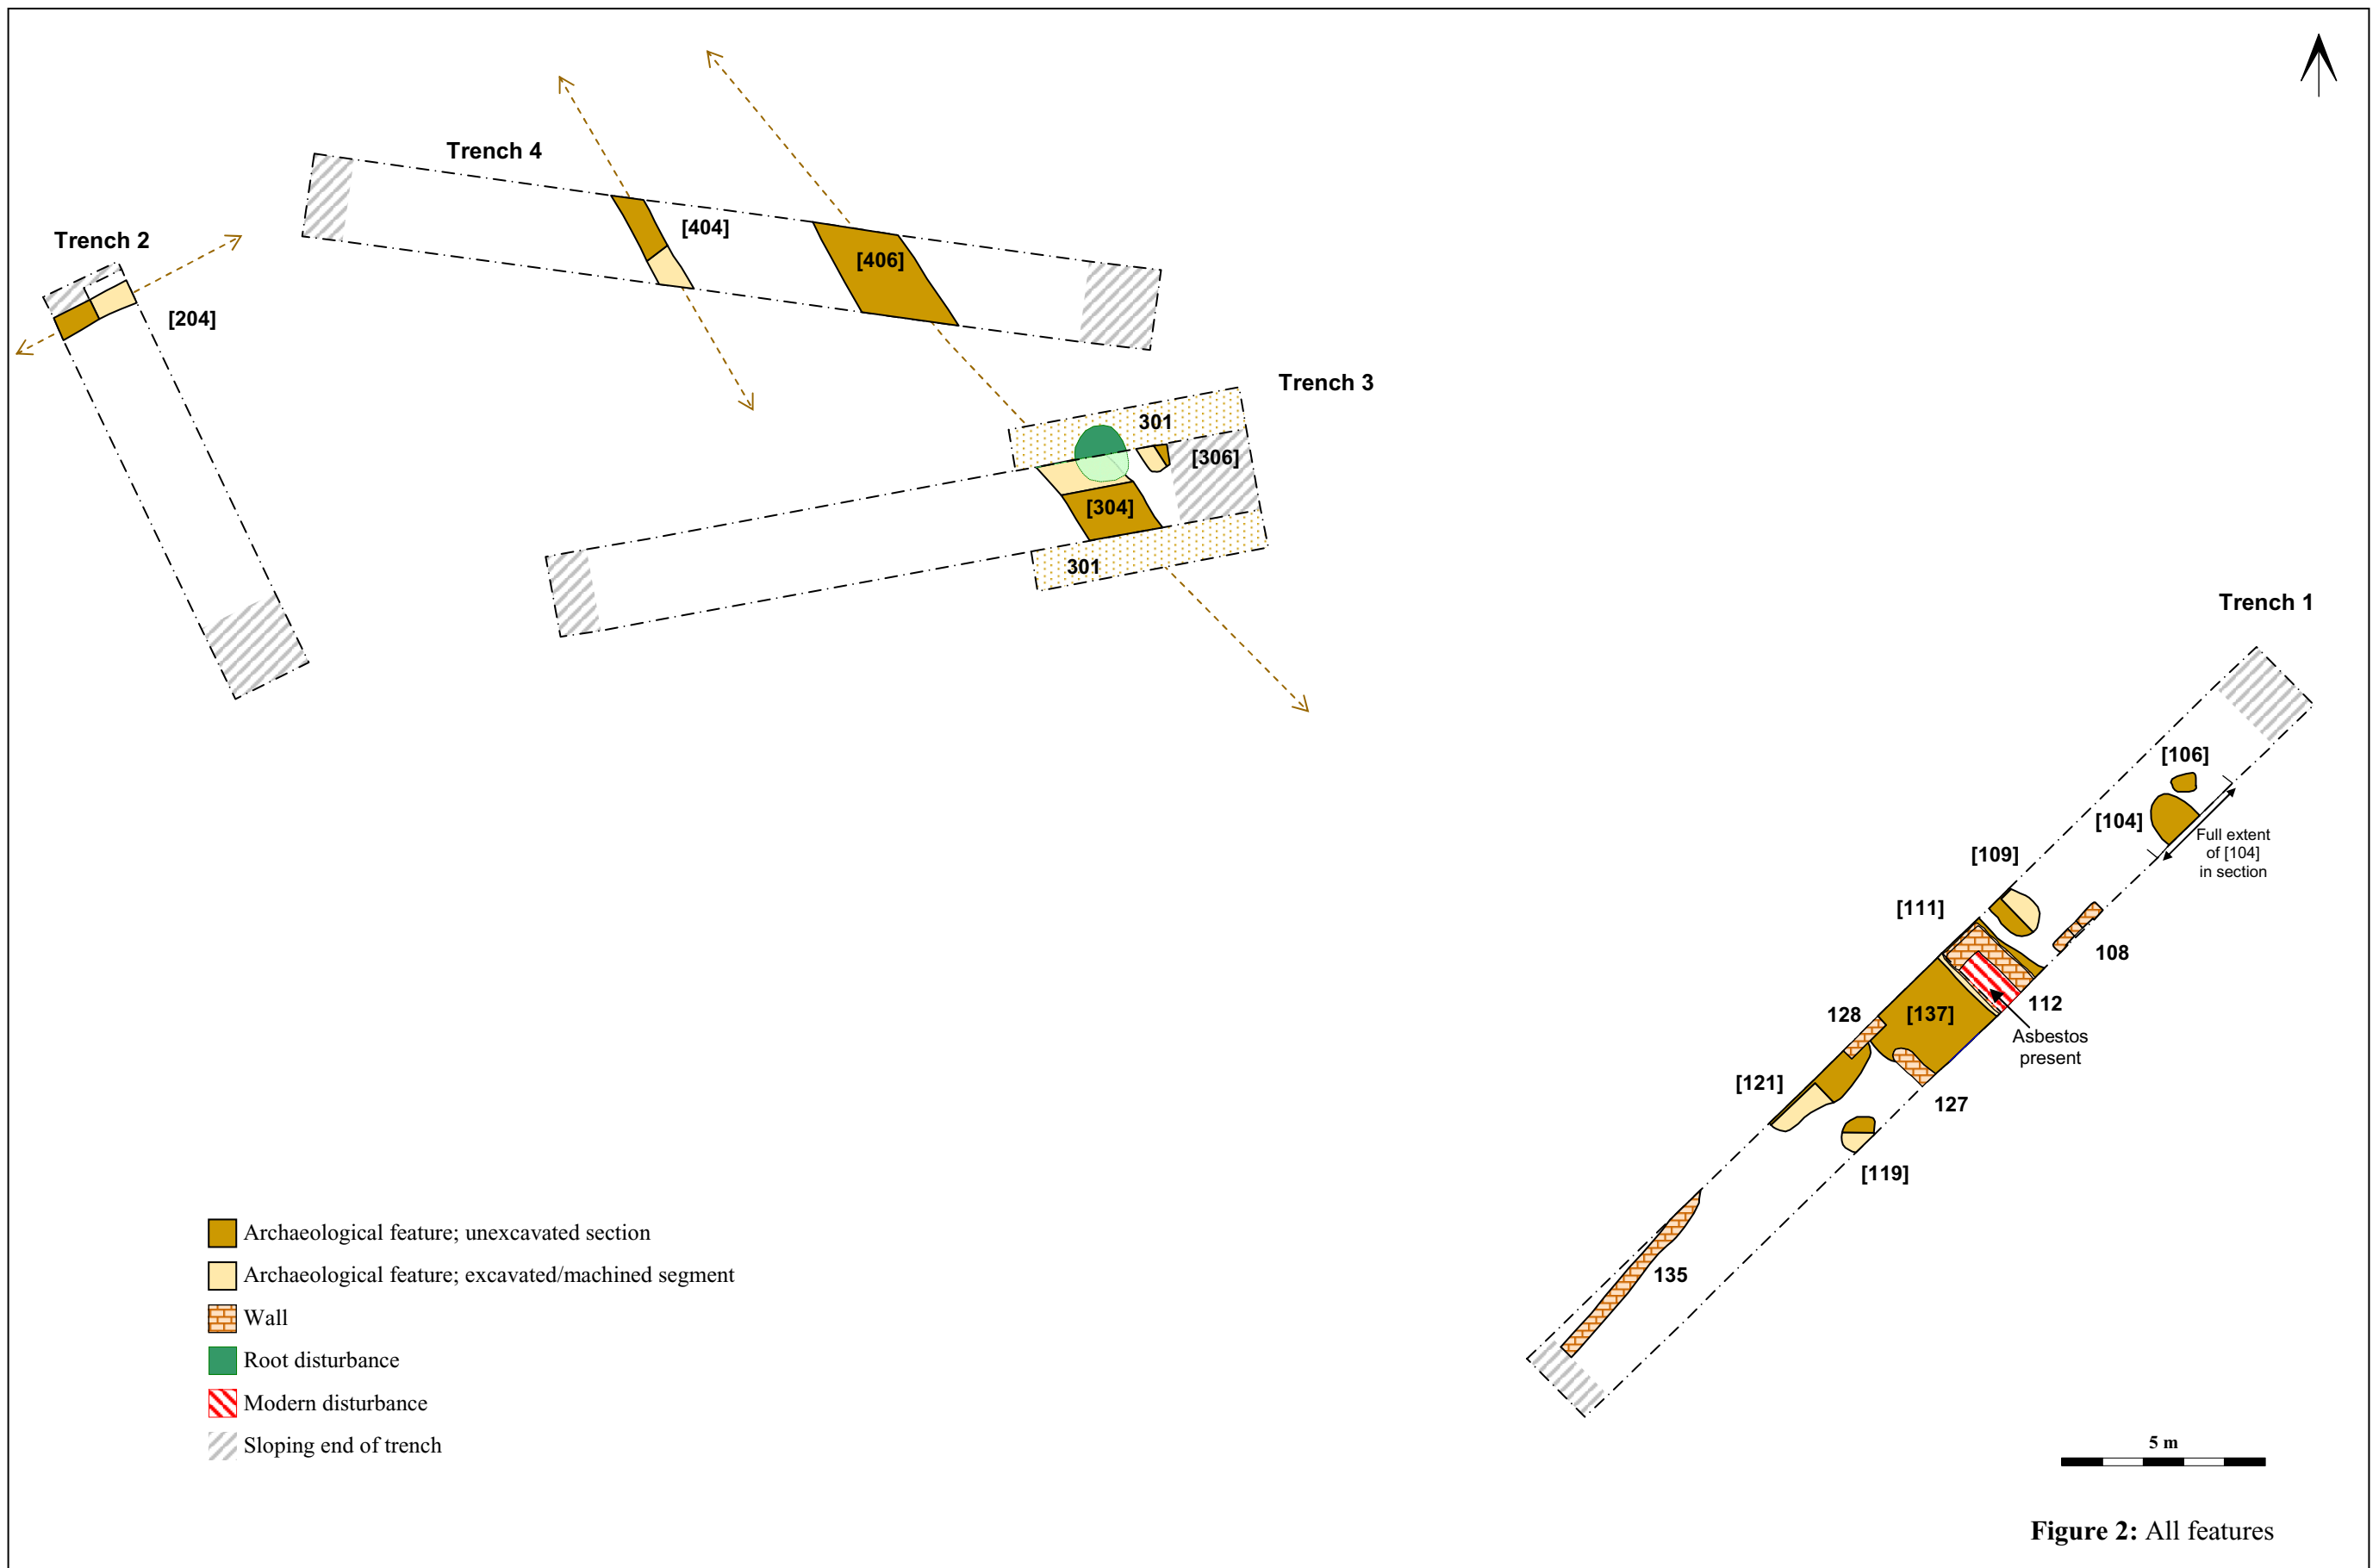 Trench 4
[404]
[406]
Trench 2
[204]
Trench 3
301
[306]
[304]
301
Trench 1
[106]
[104]
Full extent
of [104]
in section
[109]
[111]
108
112
128
[137]
Asbestos
present
[121]
127
[119]
135
Archaeological feature; unexcavated section
Archaeological feature; excavated/machined segment
Wall
Root disturbance
Modern disturbance
Sloping end of trench
5 m
Figure 2: All features